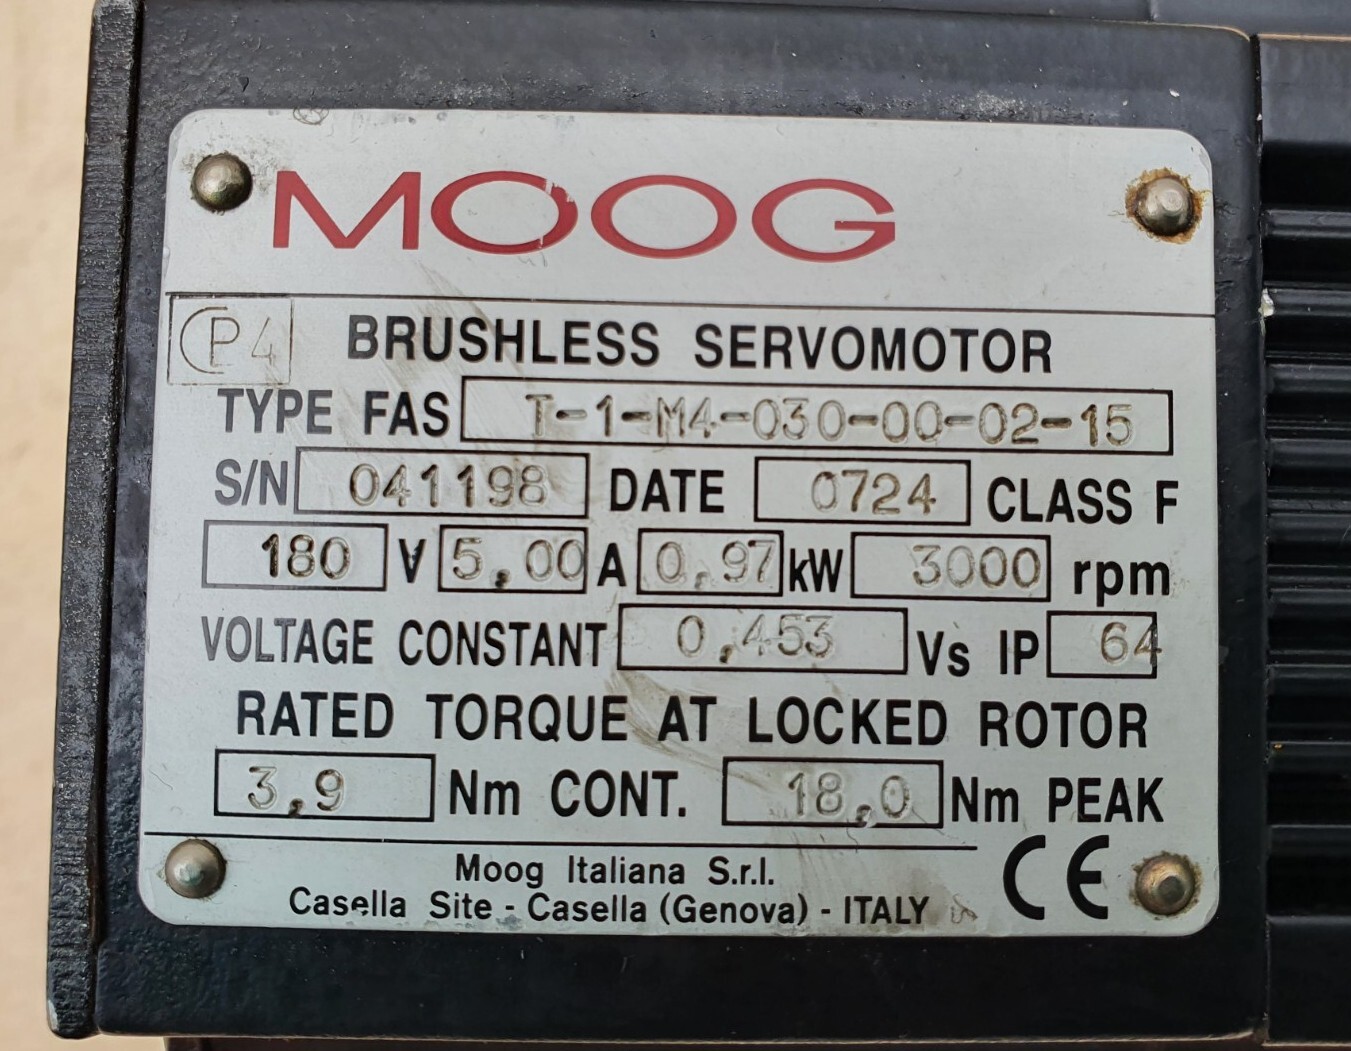 MOOG
CP4 BRUSHLESS SERVOMOTOR
TYPE FAS T-1-M4-030-00-02-15
S/N 041198 DATE 0724 CLASS F
180 V 5,00 A 0,97 kW 3000 rpm
VOLTAGE CONSTANT 0,453 Vs IP 64
RATED TORQUE AT LOCKED ROTOR
3,9 Nm CONT. 18,0 Nm PEAK
Moog Italiana S.r.l.
Casella Site - Casella (Genova) - ITALY
CE